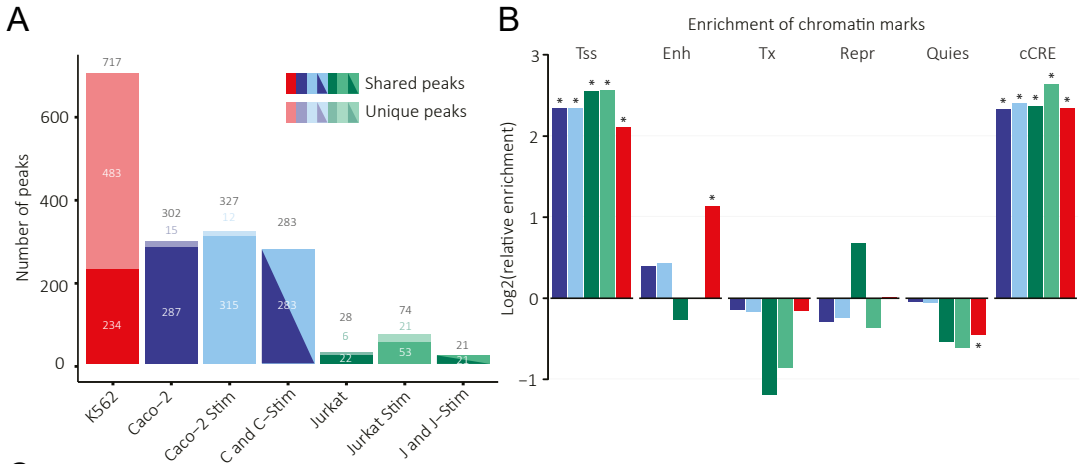 A
717
600
400
200
0
Number of peaks
483
234
302
15
287
327
12
315
283
283
28
6
22
74
21
53
21
21
Shared peaks
Unique peaks
K562
Caco−2
Caco−2 Stim
C and C−Stim
Jurkat
Jurkat Stim
J and J−Stim
B
Enrichment of chromatin marks
Tss Enh Tx Repr Quies cCRE
3
2
1
0
−1
Log2(relative enrichment)
* * * * *
*
*
* * * * *